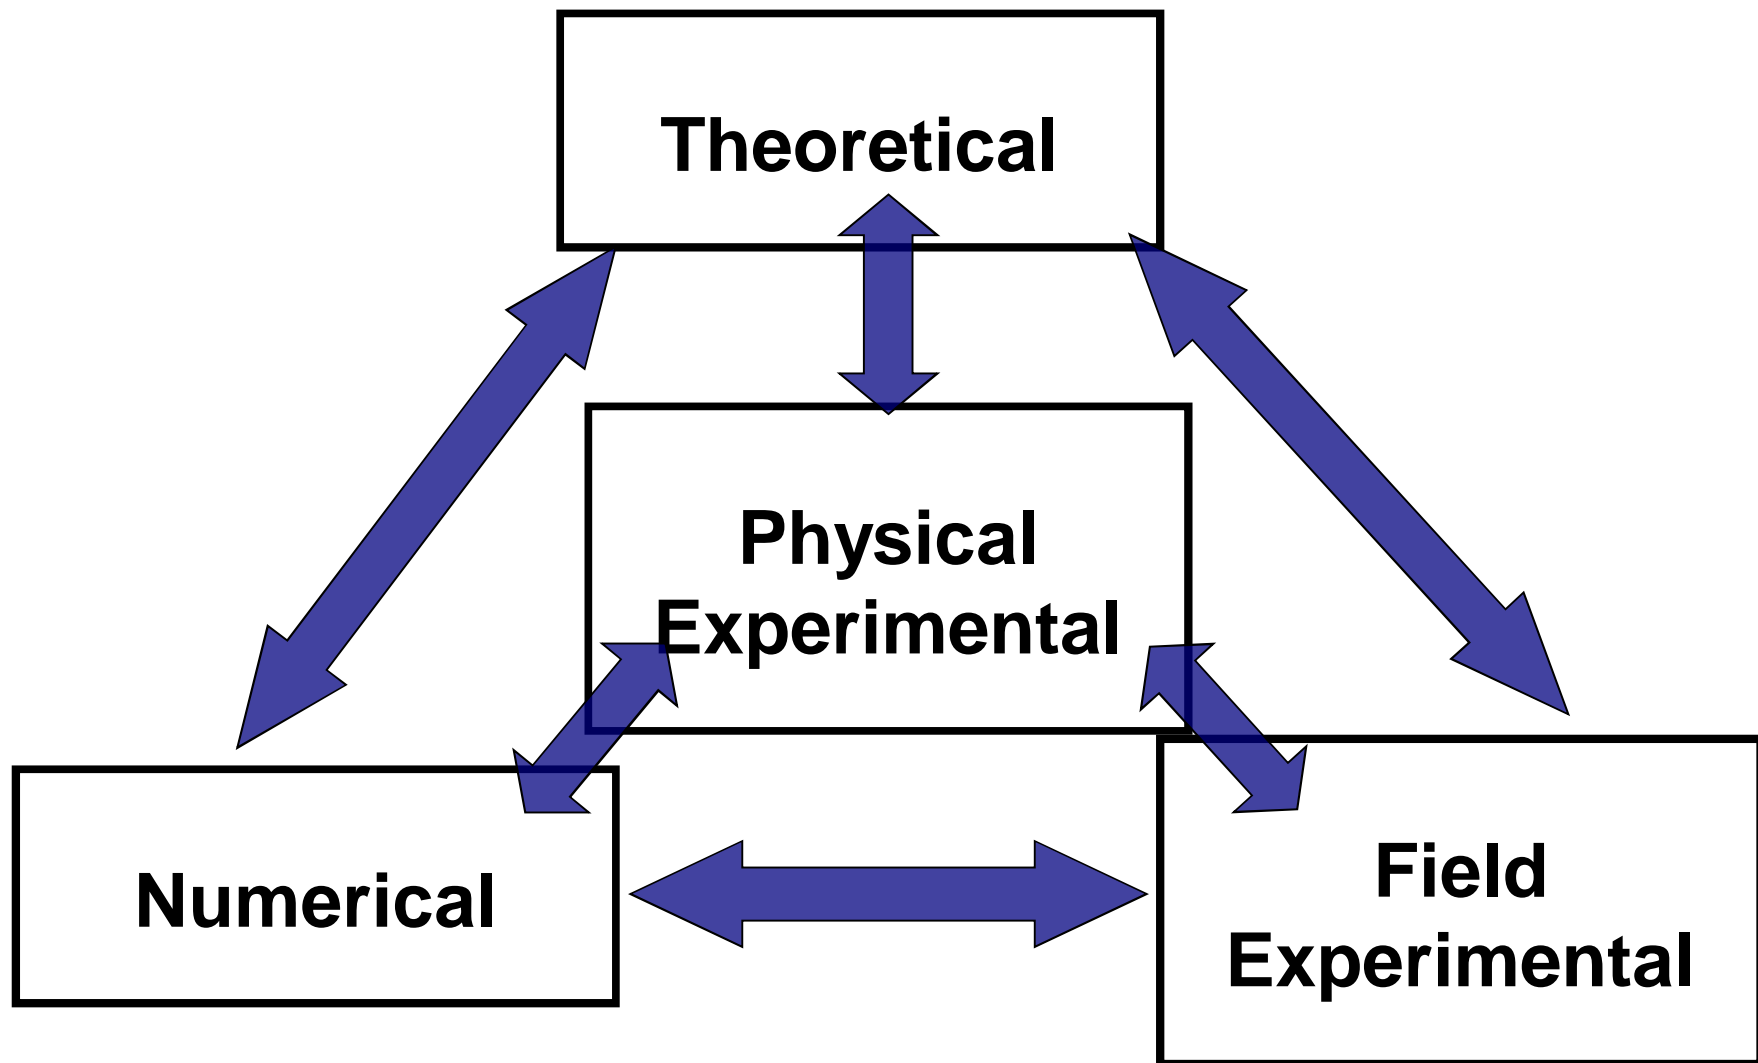 Theoretical
Physical
Experimental
Numerical
Field
Experimental